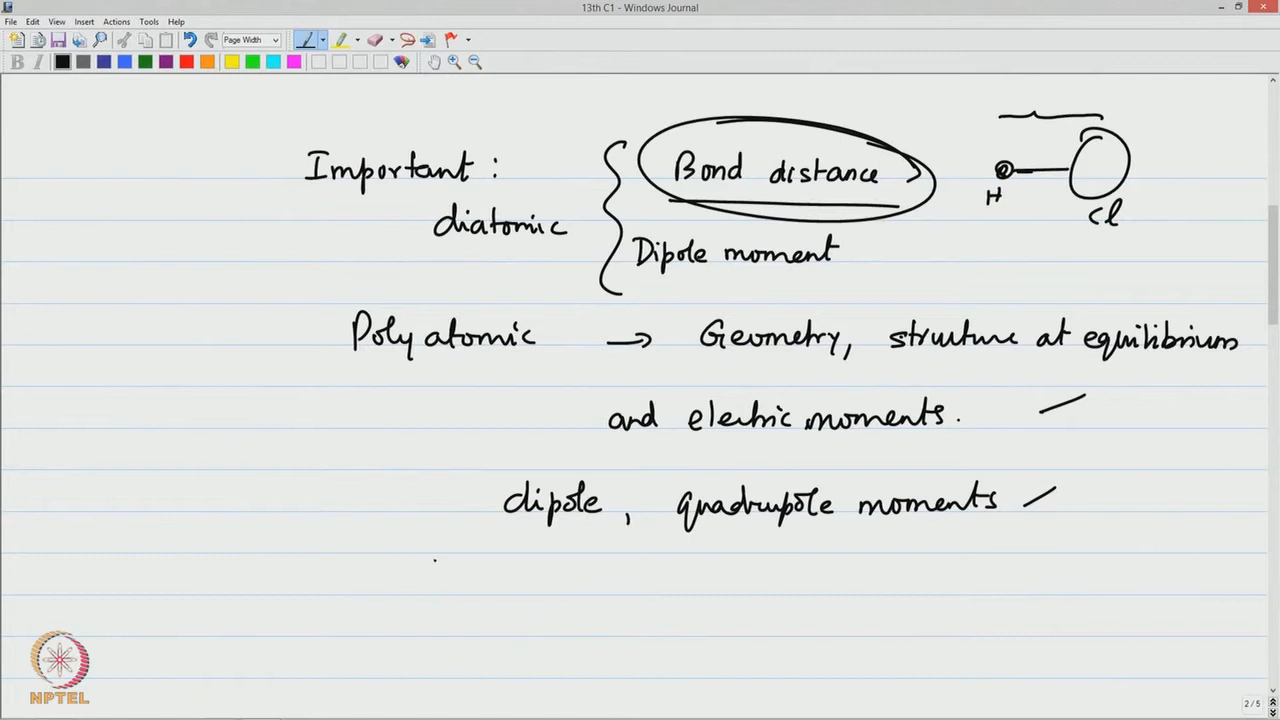 13th C1 - Windows Journal
File Edit View Insert Actions Tools Help
Page Width
B I
Important : Bond distance
H Cl
diatomic
Dipole moment
Polyatomic → Geometry, structure at equilibrium
and electric moments.
dipole, quadrupole moments
NPTEL
2/5